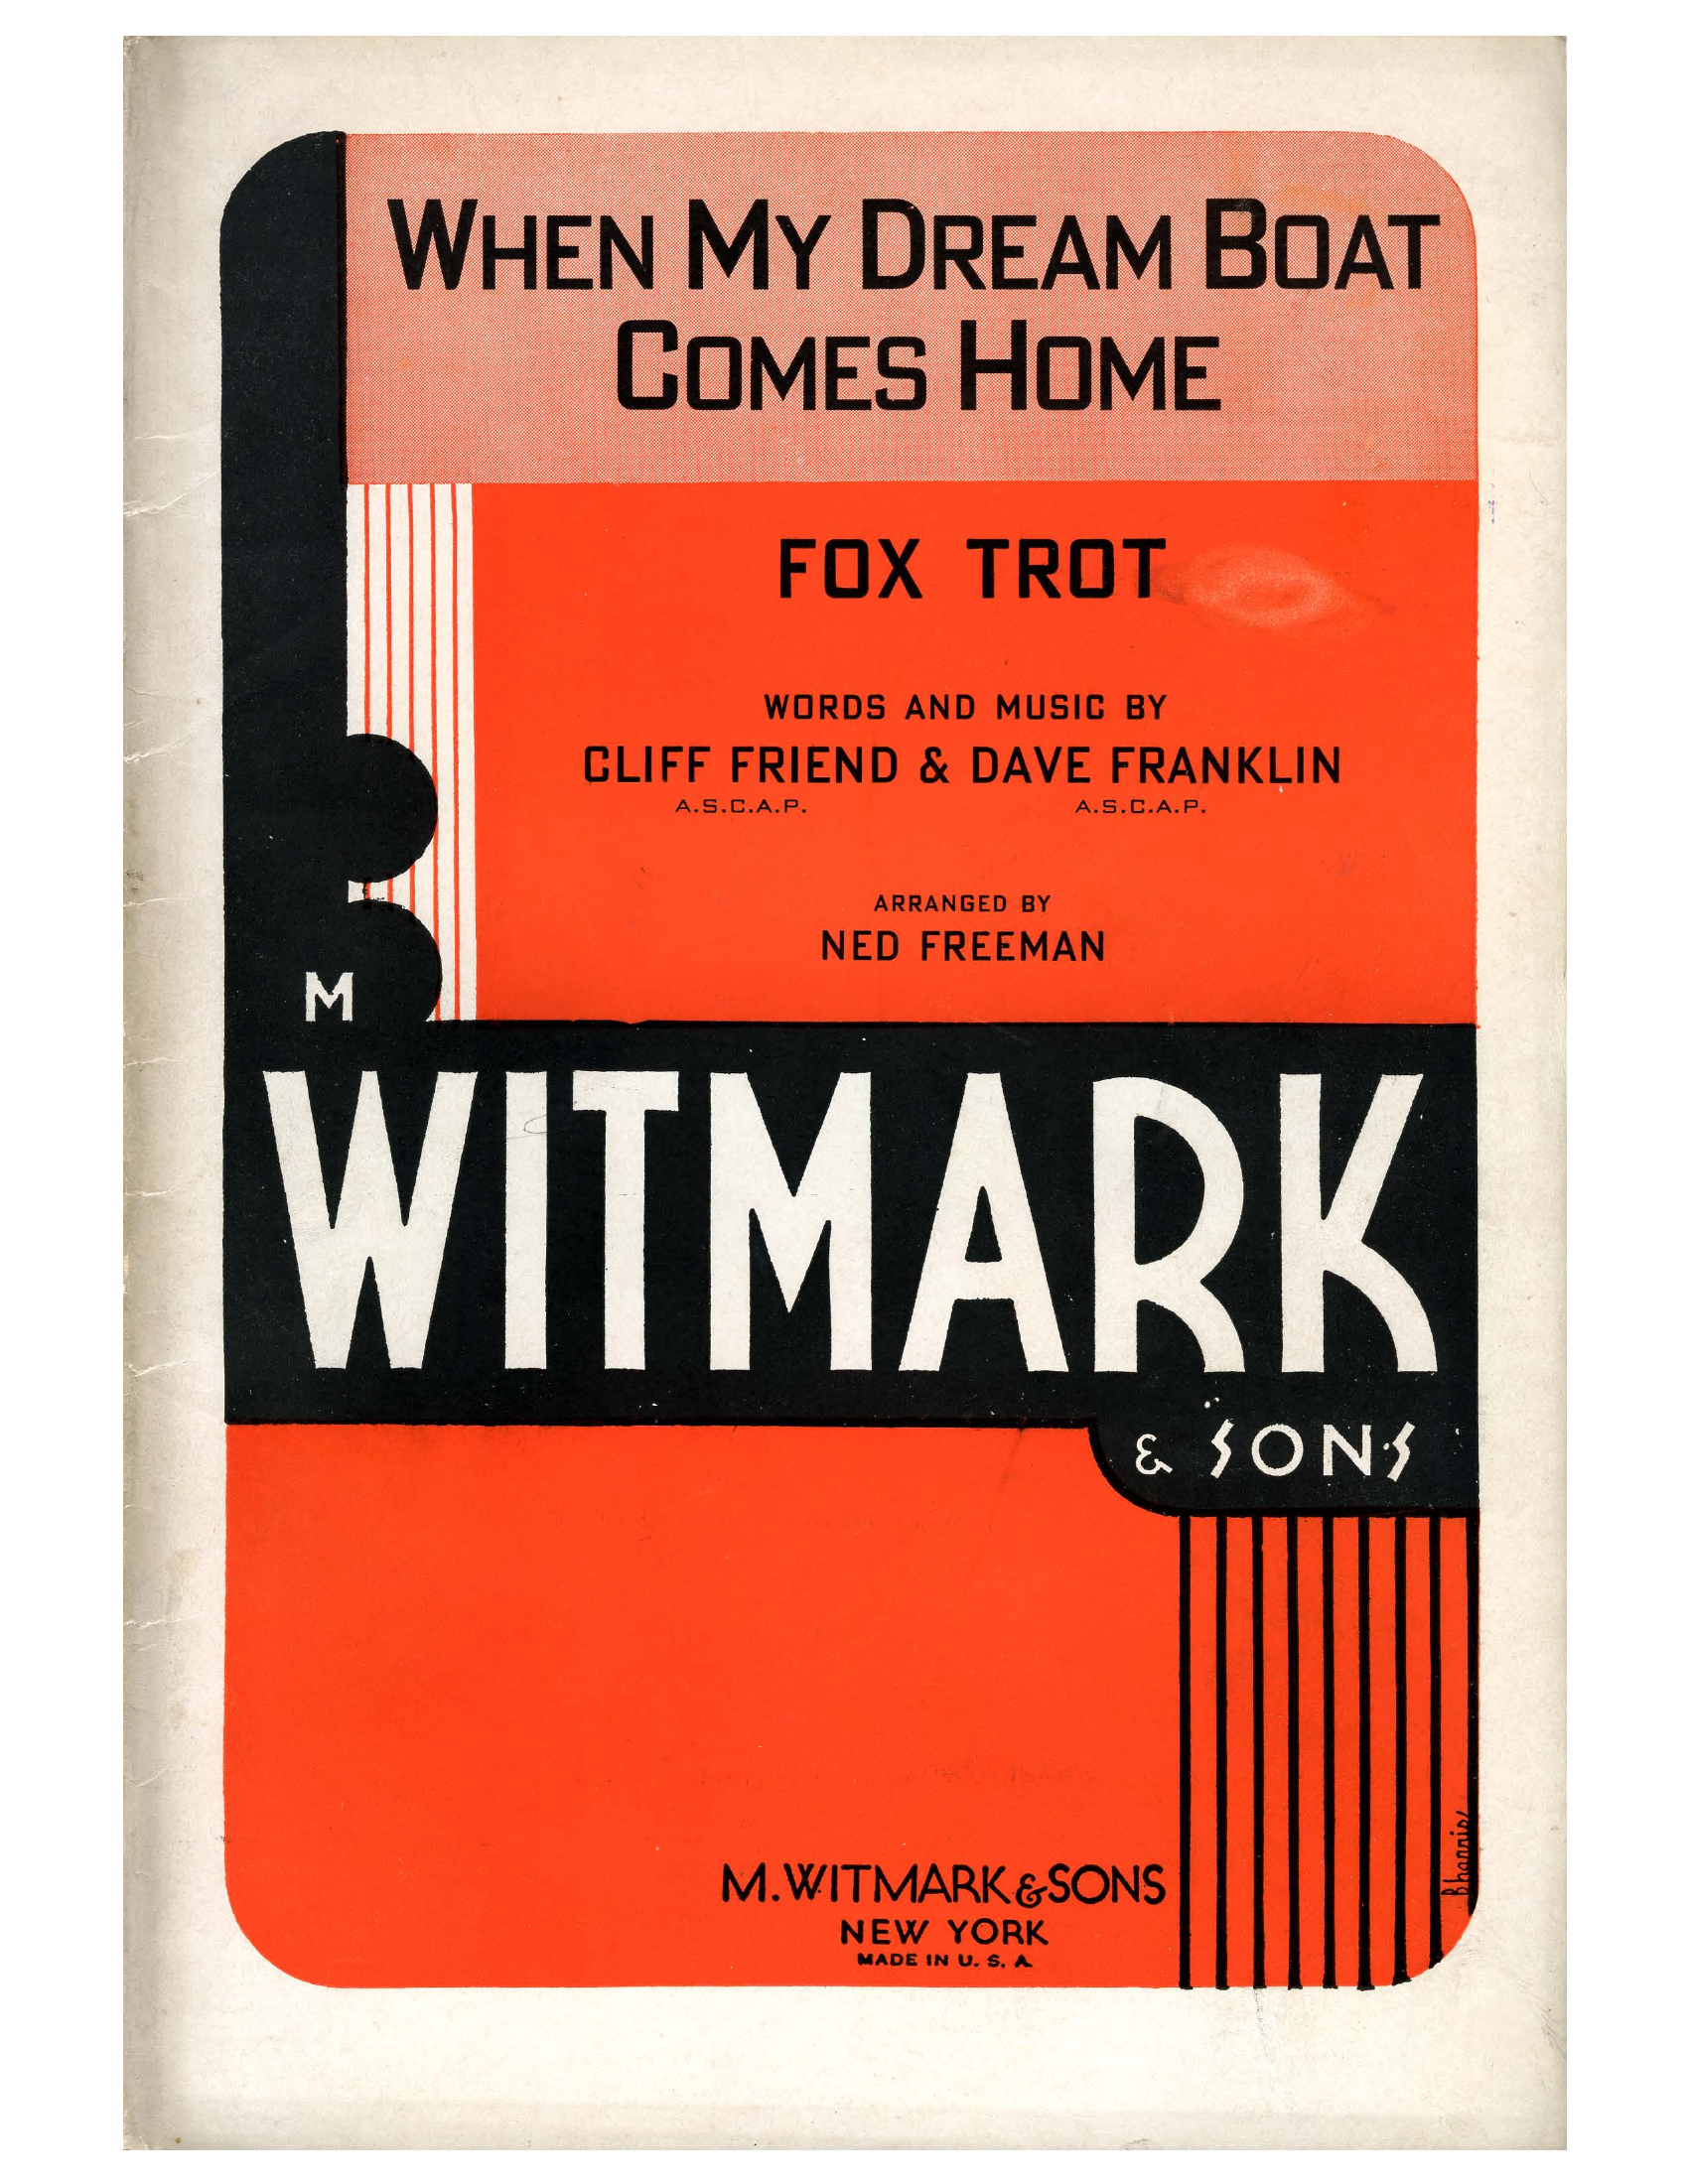 WHEN MY DREAM BOAT
COMES HOME
FOX TROT
WORDS AND MUSIC BY
CLIFF FRIEND & DAVE FRANKLIN
A.S.C.A.P. A.S.C.A.P.
ARRANGED BY
NED FREEMAN
M
WITMARK
& SONS
M. WITMARK & SONS
NEW YORK
MADE IN U. S. A.